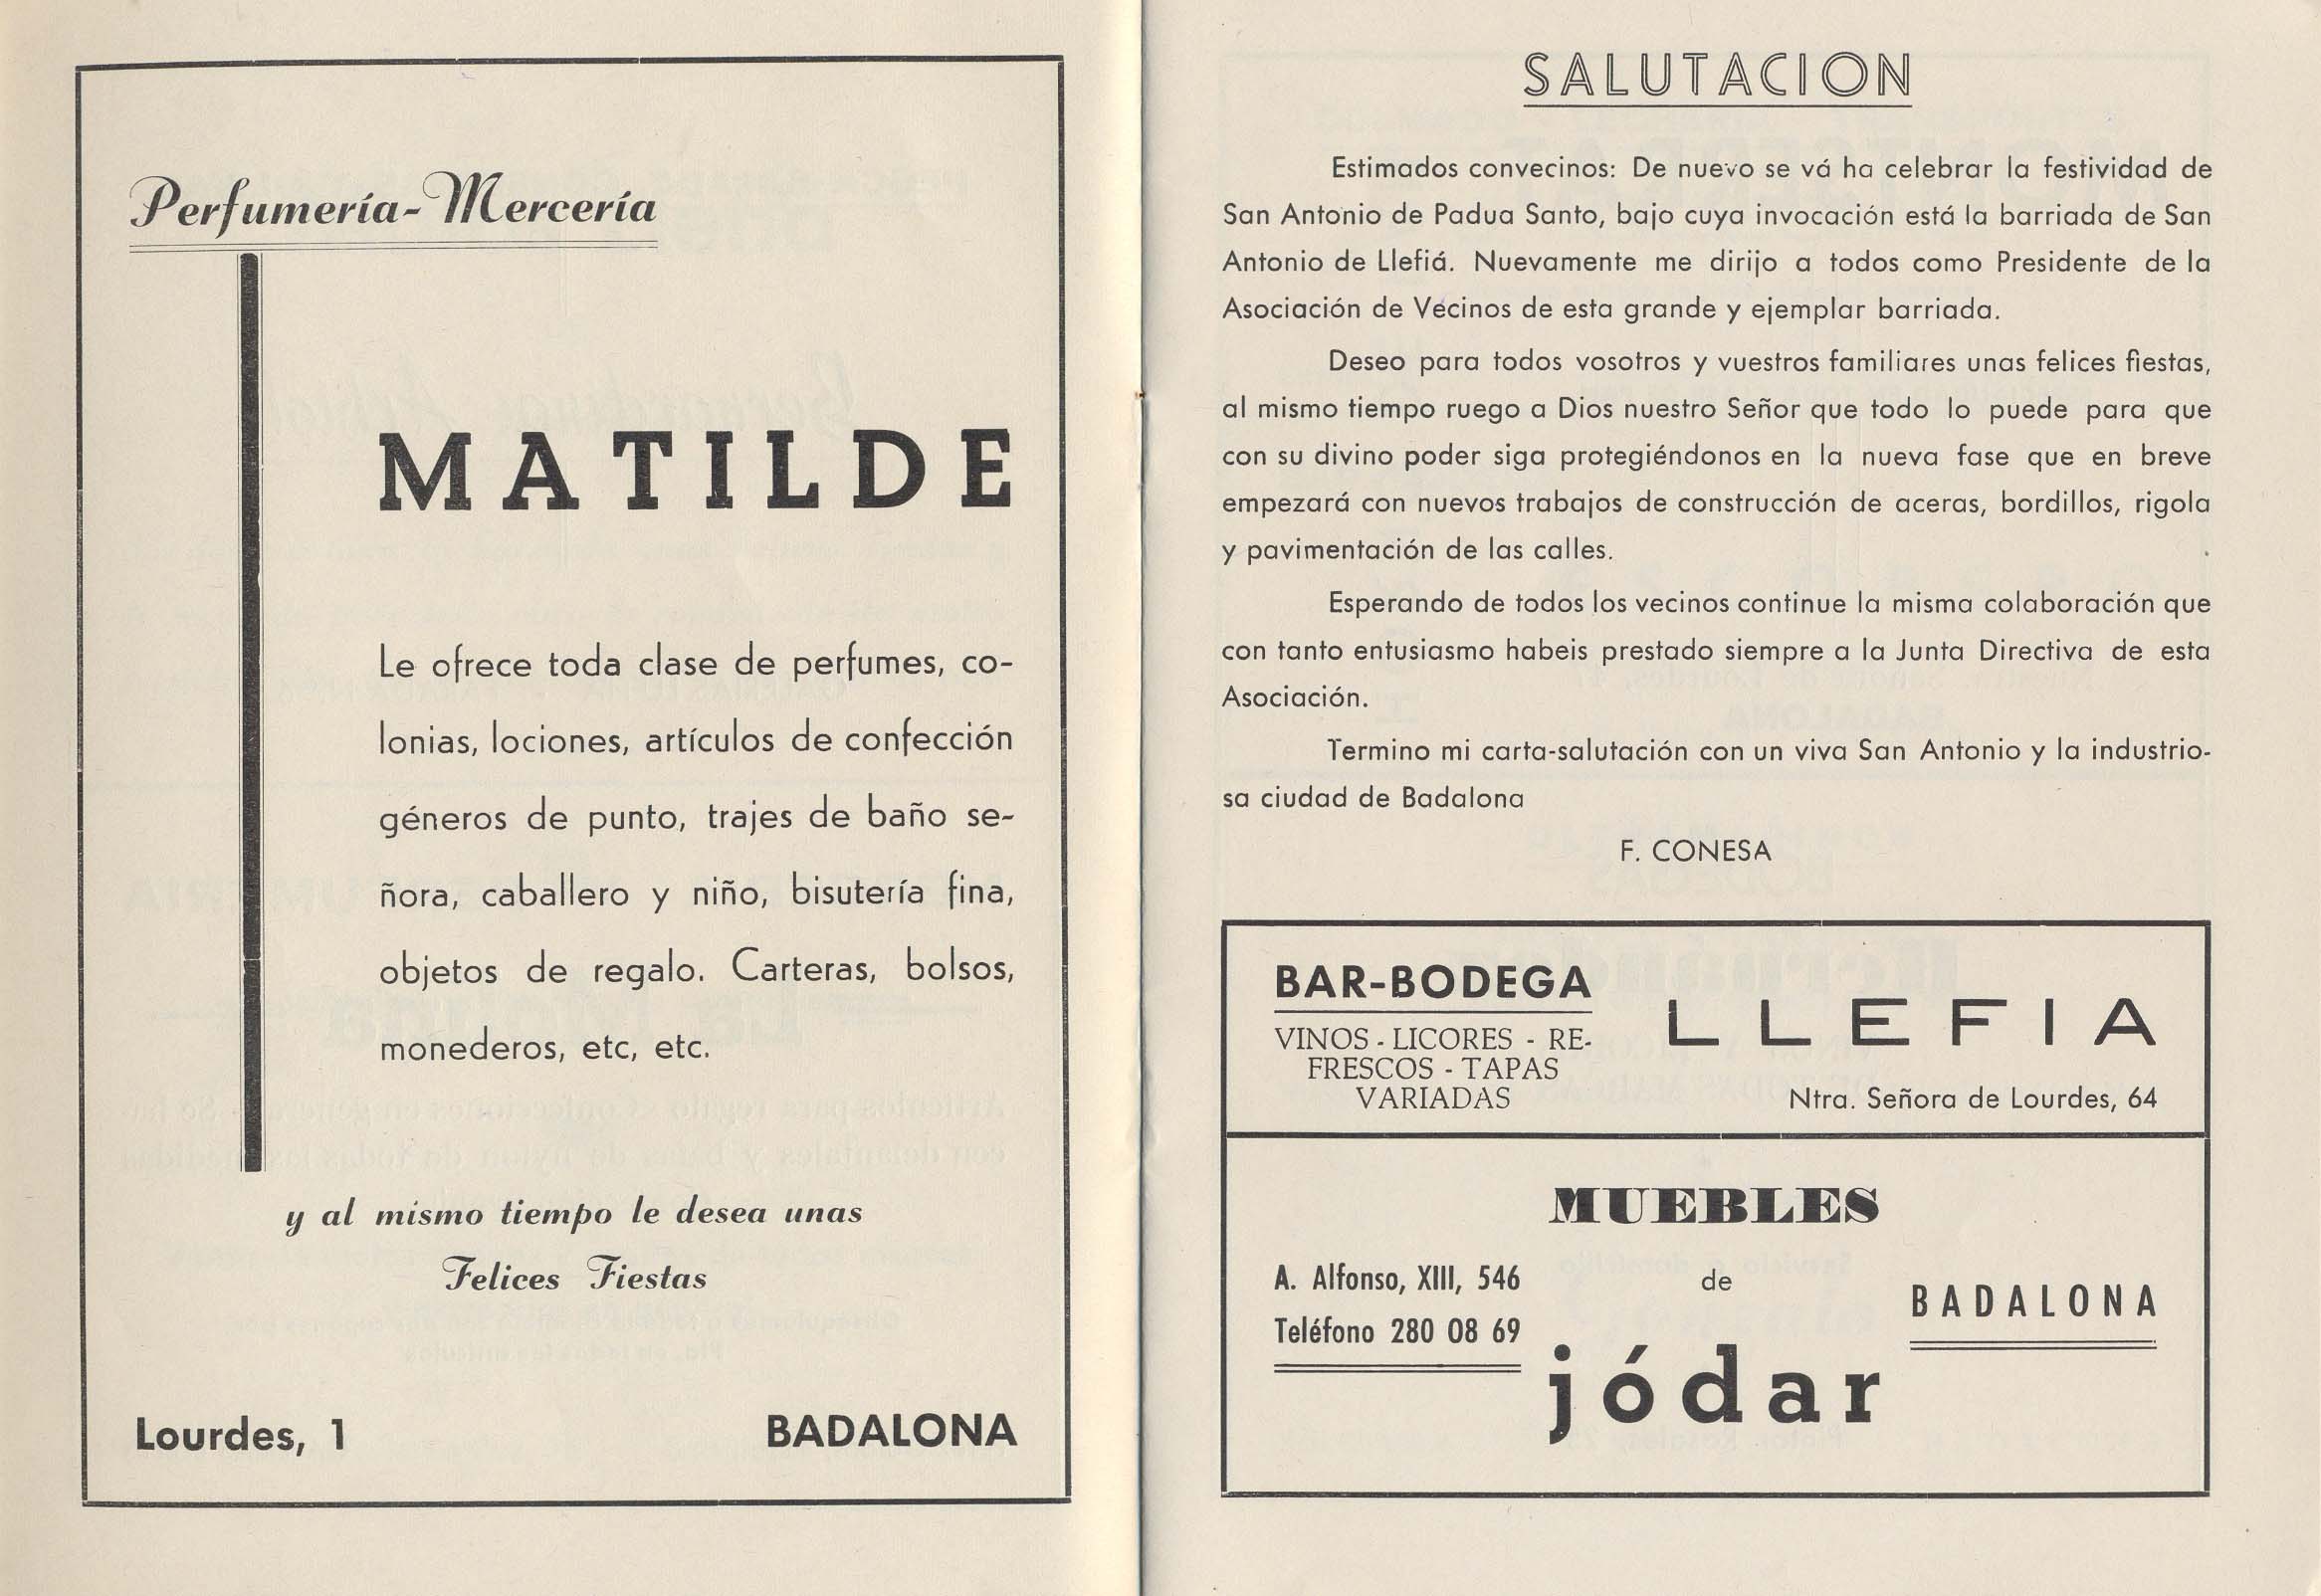 Perfumería-Mercería
MATILDE
Le ofrece toda clase de perfumes, co-
lonias, lociones, artículos de confección
géneros de punto, trajes de baño se-
ñora, caballero y niño, bisutería fina,
objetos de regalo. Carteras, bolsos,
monederos, etc, etc.
y al mismo tiempo le desea unas
Felices Fiestas
Lourdes, 1
BADALONA
SALUTACION
Estimados convecinos: De nuevo se vá ha celebrar la festividad de
San Antonio de Padua Santo, bajo cuya invocación está la barriada de San
Antonio de Llefiá. Nuevamente me dirijo a todos como Presidente de la
Asociación de Vecinos de esta grande y ejemplar barriada.
Deseo para todos vosotros y vuestros familiares unas felices fiestas,
al mismo tiempo ruego a Dios nuestro Señor que todo lo puede para que
con su divino poder siga protegiéndonos en la nueva fase que en breve
empezará con nuevos trabajos de construcción de aceras, bordillos, rigola
y pavimentación de las calles.
Esperando de todos los vecinos continue la misma colaboración que
con tanto entusiasmo habeis prestado siempre a la Junta Directiva de esta
Asociación.
Termino mi carta-salutación con un viva San Antonio y la industrio-
sa ciudad de Badalona
F. CONESA
BAR-BODEGA
VINOS - LICORES - RE-
FRESCOS - TAPAS
VARIADAS
LLEFIA
Ntra. Señora de Lourdes, 64
MUEBLES
A. Alfonso, XIII, 546
Teléfono 280 08 69
de
jódar
BADALONA